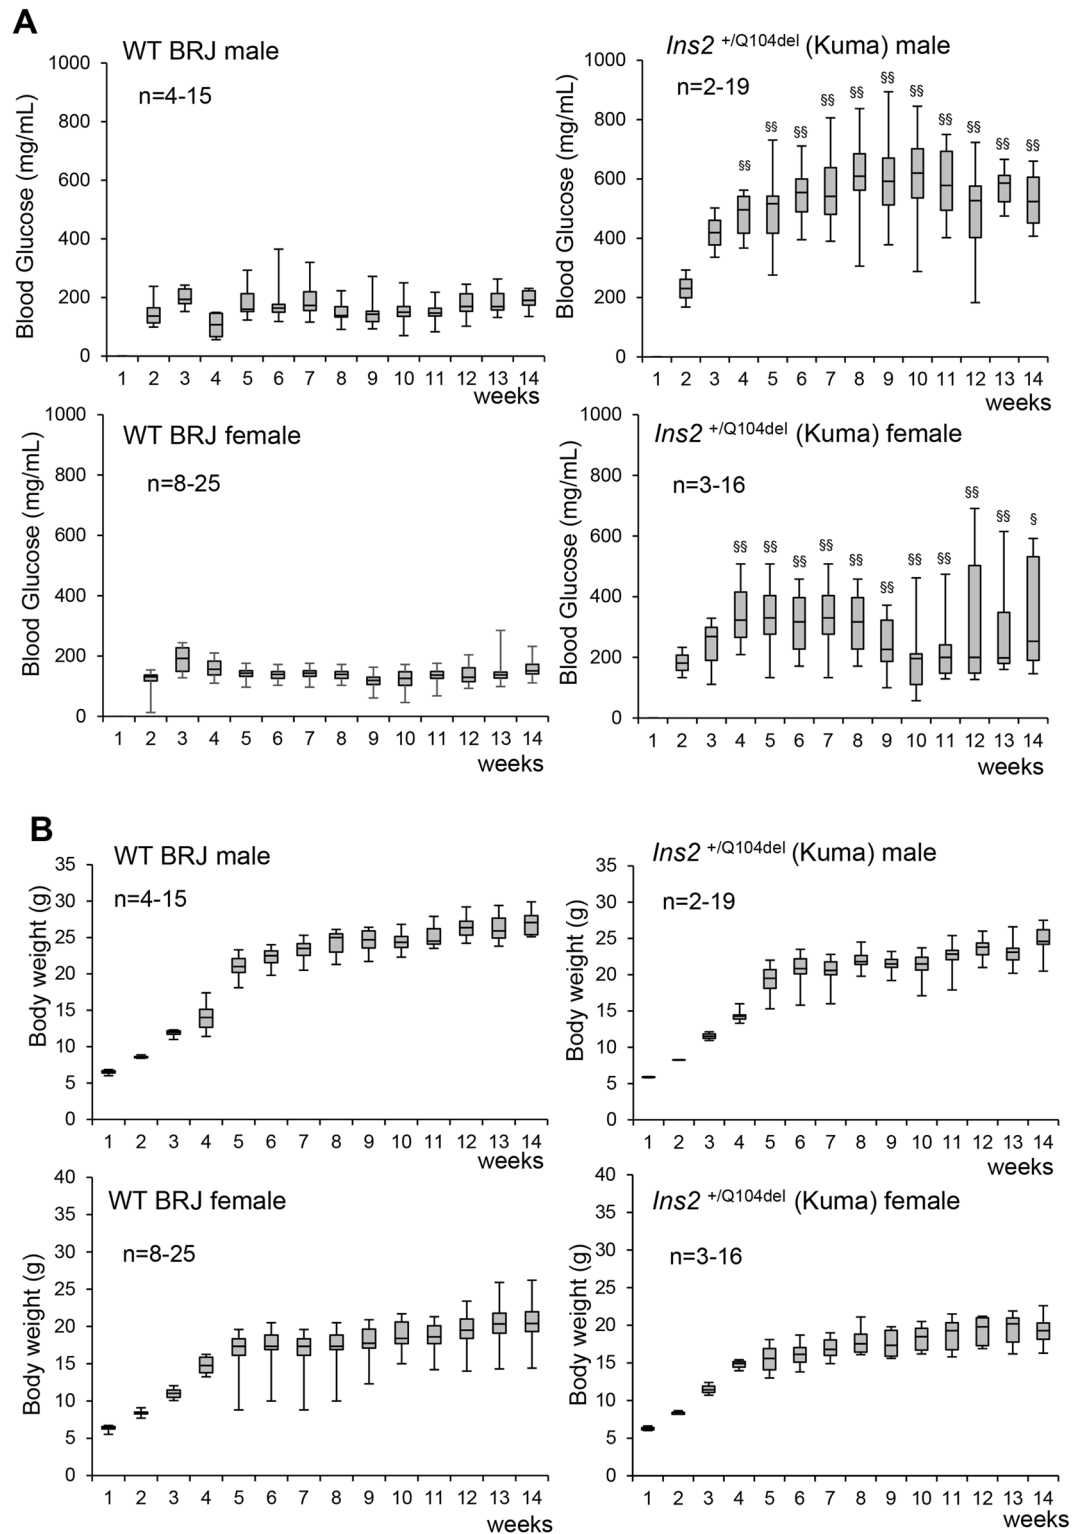 A
WT BRJ male
n=4-15
Blood Glucose (mg/mL)
1000
800
600
400
200
0
1 2 3 4 5 6 7 8 9 10 11 12 13 14
weeks
Ins2 +/Q104del (Kuma) male
n=2-19
Blood Glucose (mg/mL)
1000
800
600
400
200
0
§§ §§ §§ §§ §§ §§ §§ §§ §§ §§ §§
1 2 3 4 5 6 7 8 9 10 11 12 13 14
weeks
WT BRJ female
n=8-25
Blood Glucose (mg/mL)
1000
800
600
400
200
0
1 2 3 4 5 6 7 8 9 10 11 12 13 14
weeks
Ins2 +/Q104del (Kuma) female
n=3-16
Blood Glucose (mg/mL)
1000
800
600
400
200
0
§§ §§ §§ §§ §§ §§ §§ §§ §§ §§ §
1 2 3 4 5 6 7 8 9 10 11 12 13 14
weeks
B
WT BRJ male
n=4-15
Body weight (g)
35
30
25
20
15
10
5
0
1 2 3 4 5 6 7 8 9 10 11 12 13 14
weeks
Ins2 +/Q104del (Kuma) male
n=2-19
Body weight (g)
35
30
25
20
15
10
5
0
1 2 3 4 5 6 7 8 9 10 11 12 13 14
weeks
WT BRJ female
n=8-25
Body weight (g)
40
35
30
25
20
15
10
5
0
1 2 3 4 5 6 7 8 9 10 11 12 13 14
weeks
Ins2 +/Q104del (Kuma) female
n=3-16
Body weight (g)
40
35
30
25
20
15
10
5
0
1 2 3 4 5 6 7 8 9 10 11 12 13 14
weeks